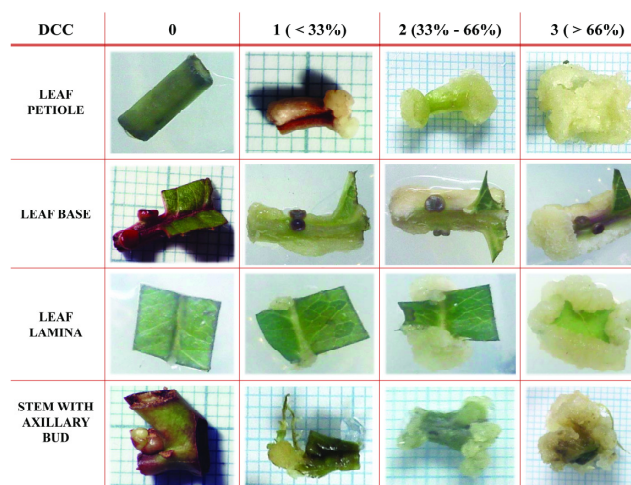 DCC 0 1 ( < 33%) 2 (33% - 66%) 3 (> 66%)
LEAF
PETIOLE
LEAF BASE
LEAF
LAMINA
STEM WITH
AXILLARY
BUD